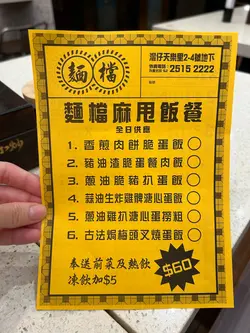 麵檔
灣仔天樂里2-4號地下
2515 2222
麵檔麻甩飯餐
全日供應
1. 香煎肉餅脆蛋飯
2. 豬油渣脆蛋餐肉飯
3. 蔥油脆豬扒蛋飯
4. 蒜油生炸雞髀溏心蛋飯
5. 蔥油雞扒溏心蛋撈粗
6. 古法焗梅頭叉燒蛋飯
奉送前菜及熱飲
凍飲加$5
$60